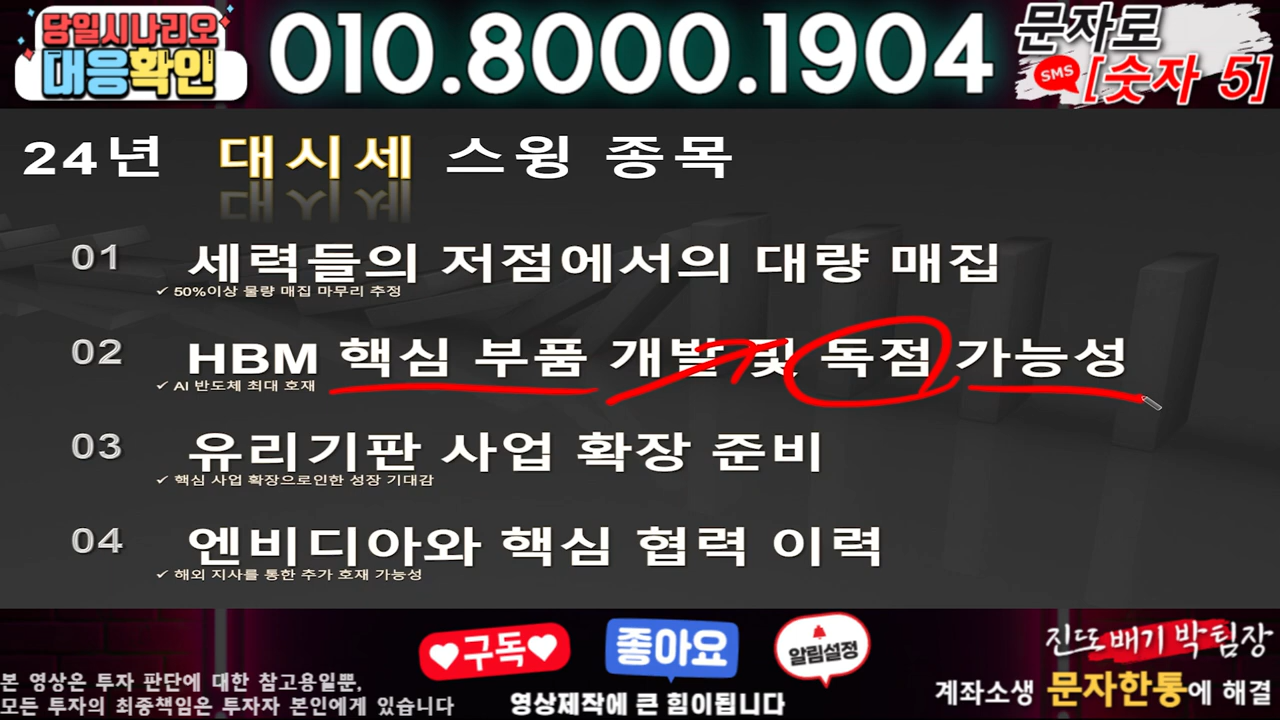 당일시나리오
대응확인
010.8000.1904
문자로
SMS [숫자 5]
24년 대시세 스윙 종목
01 세력들의 저점에서의 대량 매집
✓ 50%이상 물량 매집 마무리 추정
02 HBM 핵심 부품 개발 및 독점 가능성
✓ AI 반도체 최대 호재
03 유리기판 사업 확장 준비
✓ 핵심 사업 확장으로인한 성장 기대감
04 엔비디아와 핵심 협력 이력
✓ 해외 지사를 통한 추가 호재 가능성
구독
좋아요
알림설정
진또배기 박팀장
본 영상은 투자 판단에 대한 참고용일뿐,
모든 투자의 최종책임은 투자자 본인에게 있습니다
영상제작에 큰 힘이됩니다
계좌소생 문자한통에 해결